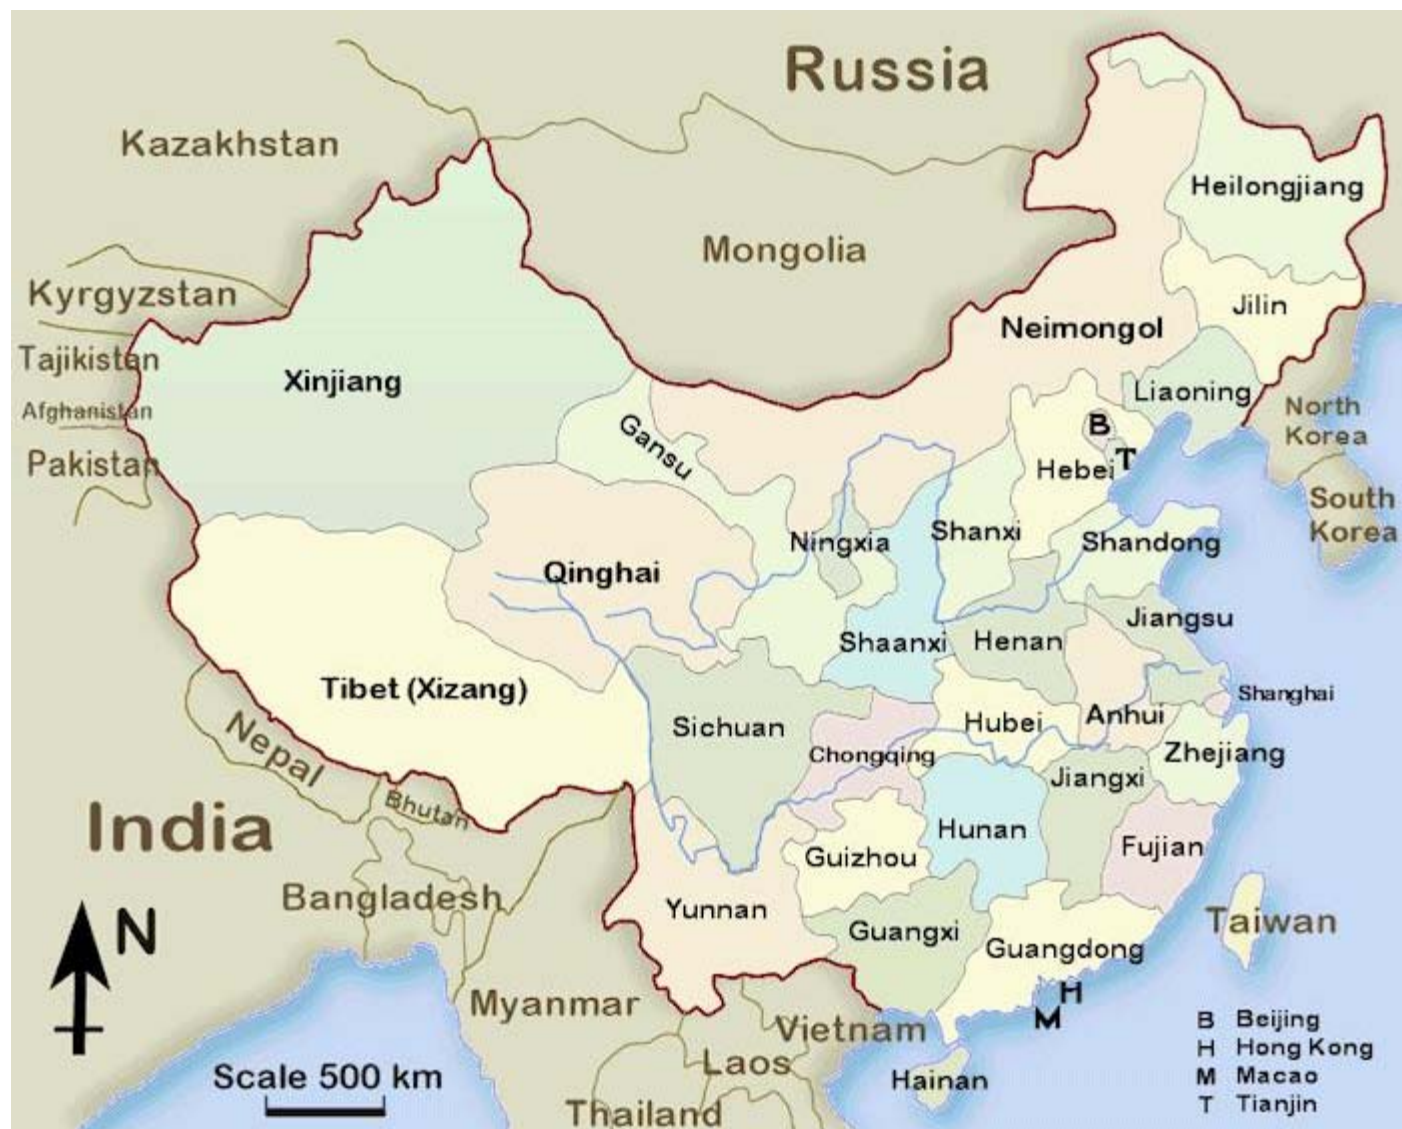 Russia
Kazakhstan
Heilongjiang
Mongolia
Kyrgyzstan
Jilin
Neimongol
Tajikistan
Xinjiang
Liaoning
Afghanistan
North
Korea
Gansu
B
Pakistan
Hebei
T
South
Korea
Ningxia
Shanxi
Shandong
Qinghai
Jiangsu
Shaanxi
Henan
Tibet (Xizang)
Shanghai
Sichuan
Hubei
Anhui
Nepal
Chongqing
Zhejiang
Jiangxi
Bhutan
India
Hunan
Fujian
Guizhou
Bangladesh
Yunnan
Taiwan
N
Guangxi
Guangdong
H
M
Myanmar
Vietnam
Laos
Hainan
Scale 500 km
Thailand
B Beijing
H Hong Kong
M Macao
T Tianjin